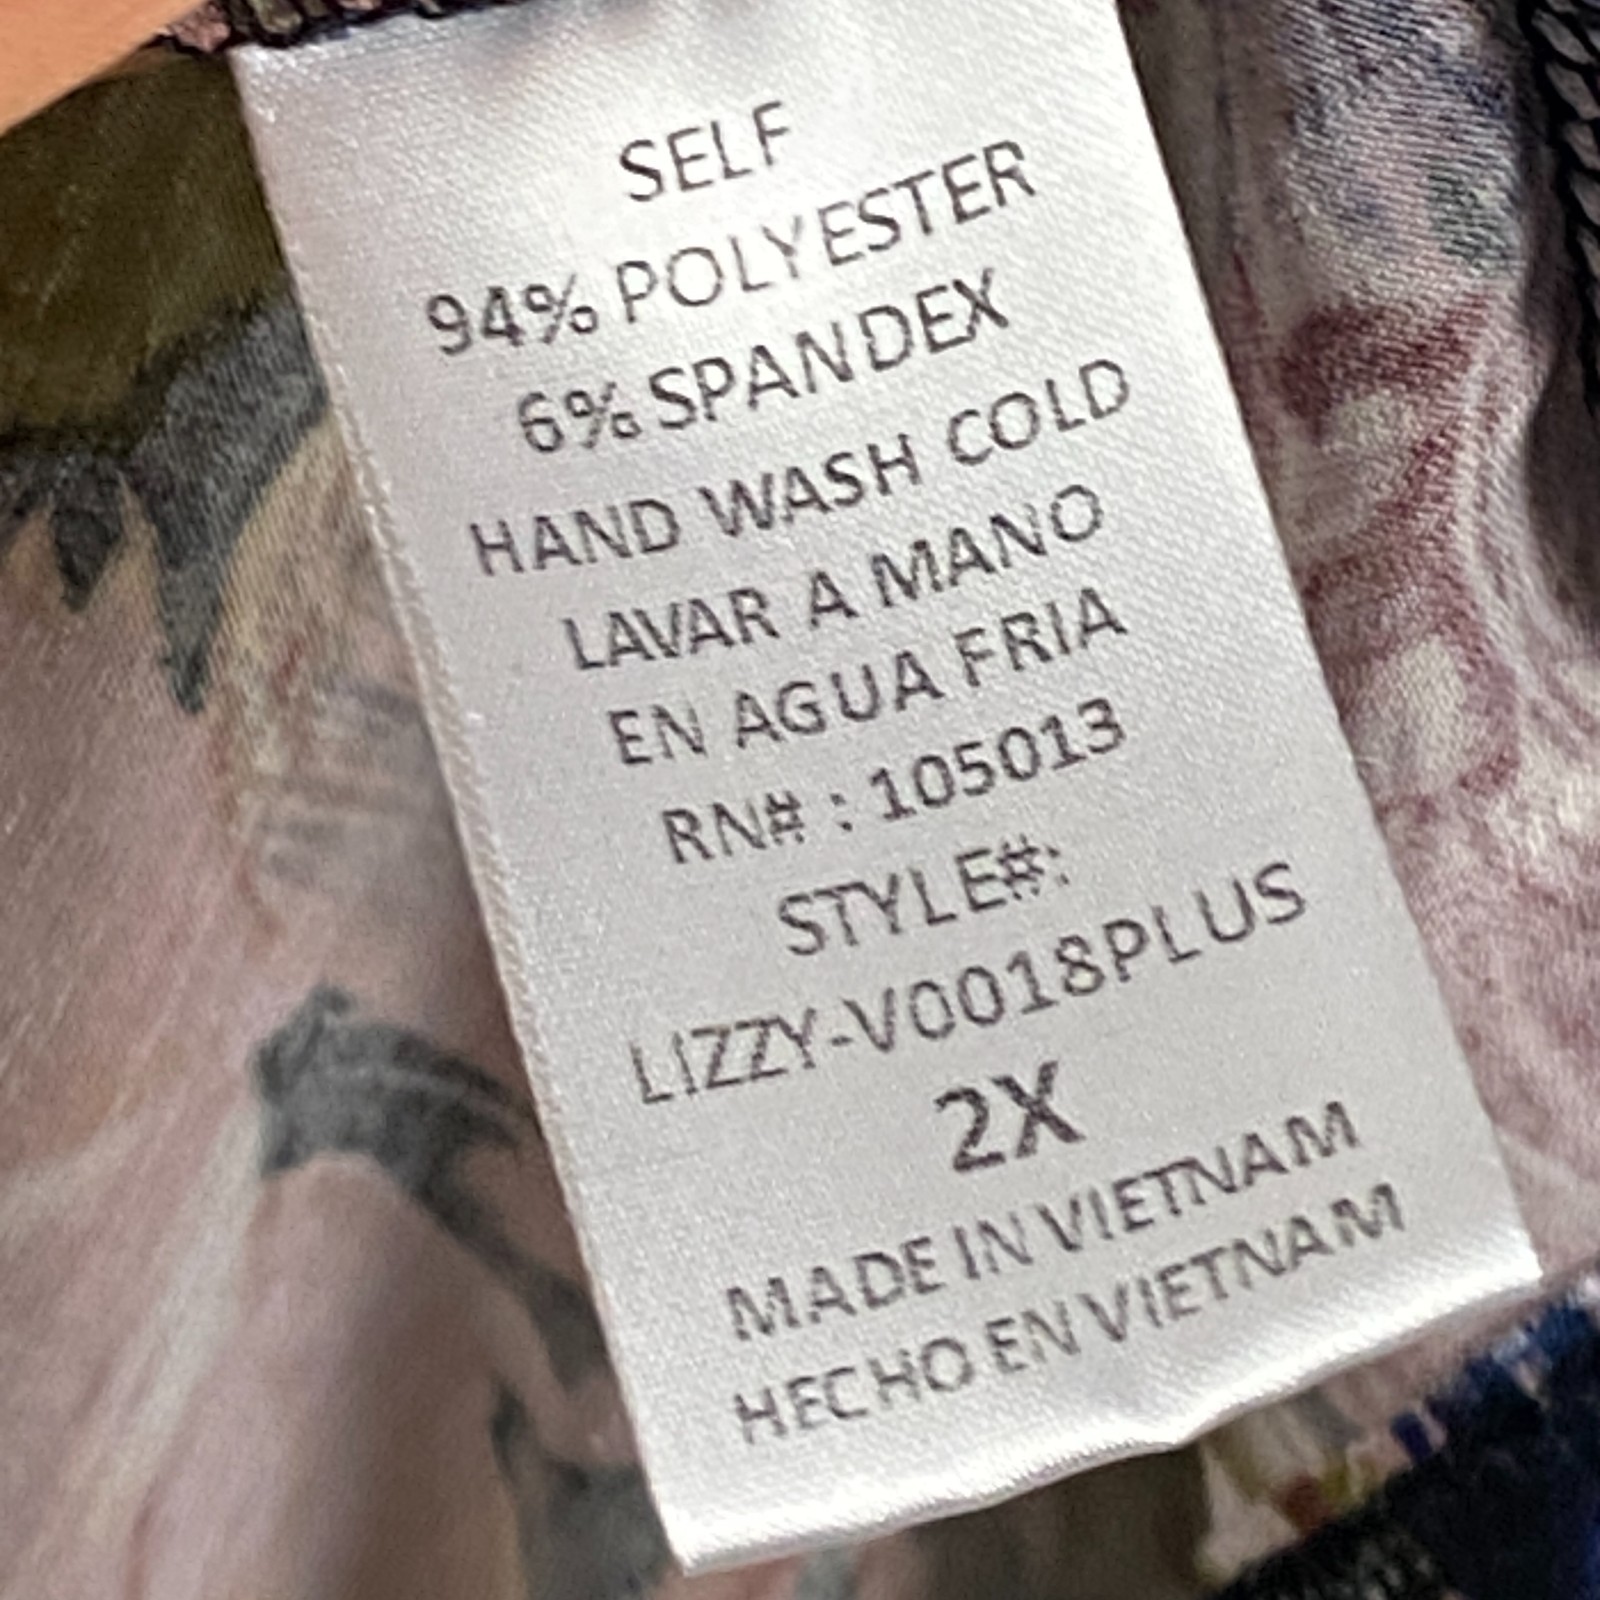 SELF
94% POLYESTER
6% SPANDEX
HAND WASH COLD
LAVAR A MANO
EN AGUA FRIA
RN# : 105013
STYLE#:
LIZZY-V0018PLUS
2X
MADE IN VIETNAM
HECHO EN VIETNAM